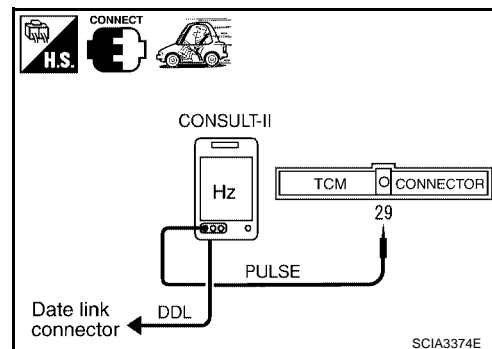 CONNECT
H.S.
CONSULT-II
Hz
TCM CONNECTOR
29
PULSE
DDL
Date link
connector
SCIA3374E